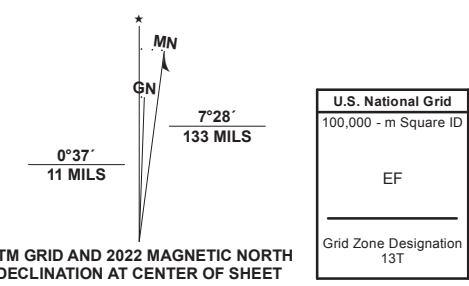 ★
MN
GN
7°28´
133 MILS
0°37´
11 MILS
TM GRID AND 2022 MAGNETIC NORTH
DECLINATION AT CENTER OF SHEET
U.S. National Grid
100,000 - m Square ID
EF
Grid Zone Designation
13T